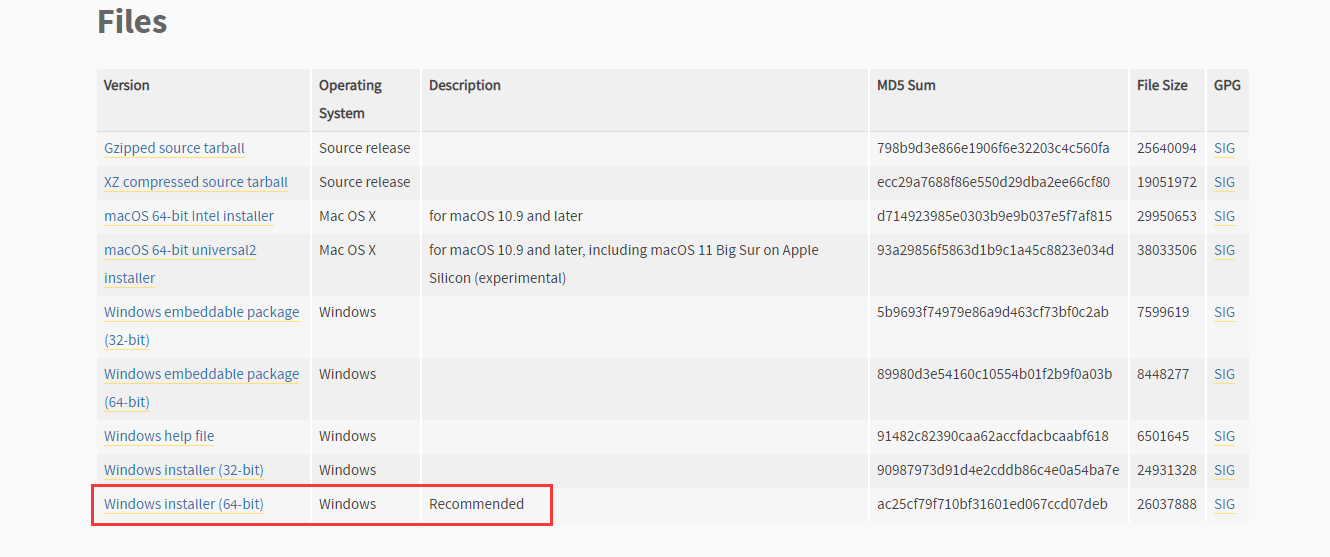 Files
Version Operating System Description MD5 Sum File Size GPG
Gzipped source tarball Source release 798b9d3e866e1906f6e32203c4c560fa 25640094 SIG
XZ compressed source tarball Source release ecc29a7688f86e550d29dba2ee66cf80 19051972 SIG
macOS 64-bit Intel installer Mac OS X for macOS 10.9 and later d714923985e0303b9e9b037e5f7af815 29950653 SIG
macOS 64-bit universal2 installer Mac OS X for macOS 10.9 and later, including macOS 11 Big Sur on Apple Silicon (experimental) 93a29856f5863d1b9c1a45c8823e034d 38033506 SIG
Windows embeddable package (32-bit) Windows 5b9693f74979e86a9d463cf73bf0c2ab 7599619 SIG
Windows embeddable package (64-bit) Windows 89980d3e54160c10554b01f2b9f0a03b 8448277 SIG
Windows help file Windows 91482c82390caa62accfdacbcaabf618 6501645 SIG
Windows installer (32-bit) Windows 90987973d91d4e2cddb86c4e0a54ba7e 24931328 SIG
Windows installer (64-bit) Windows Recommended ac25cf79f710bf31601ed067ccd07deb 26037888 SIG